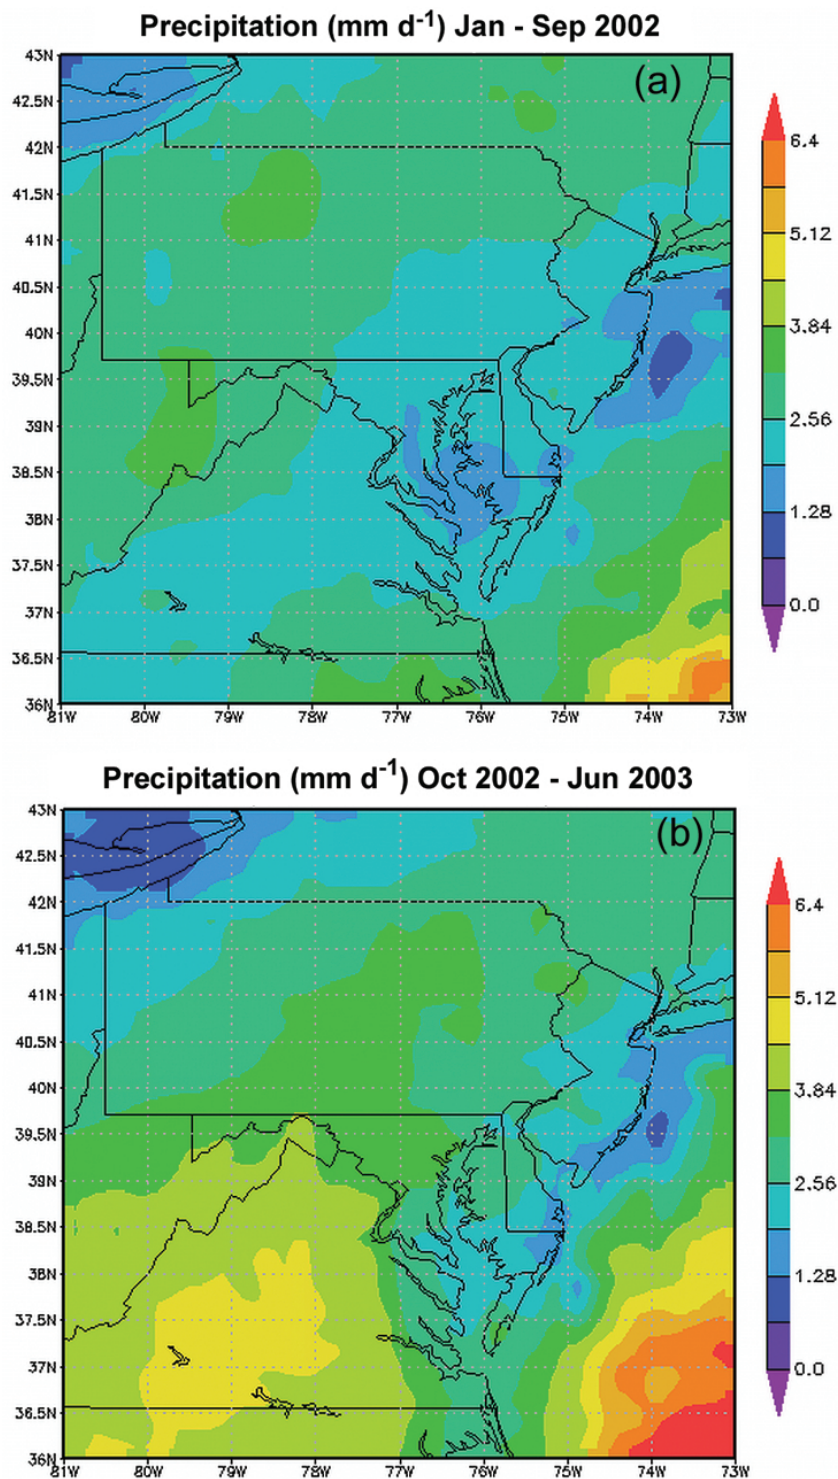 Precipitation (mm d-1) Jan - Sep 2002
(a)
43N
42.5N
42N
41.5N
41N
40.5N
40N
39.5N
39N
38.5N
38N
37.5N
37N
36.5N
36N
81W 80W 79W 78W 77W 76W 75W 74W 73W
6.4
5.12
3.84
2.56
1.28
0.0
Precipitation (mm d-1) Oct 2002 - Jun 2003
(b)
43N
42.5N
42N
41.5N
41N
40.5N
40N
39.5N
39N
38.5N
38N
37.5N
37N
36.5N
36N
81W 80W 79W 78W 77W 76W 75W 74W 73W
6.4
5.12
3.84
2.56
1.28
0.0